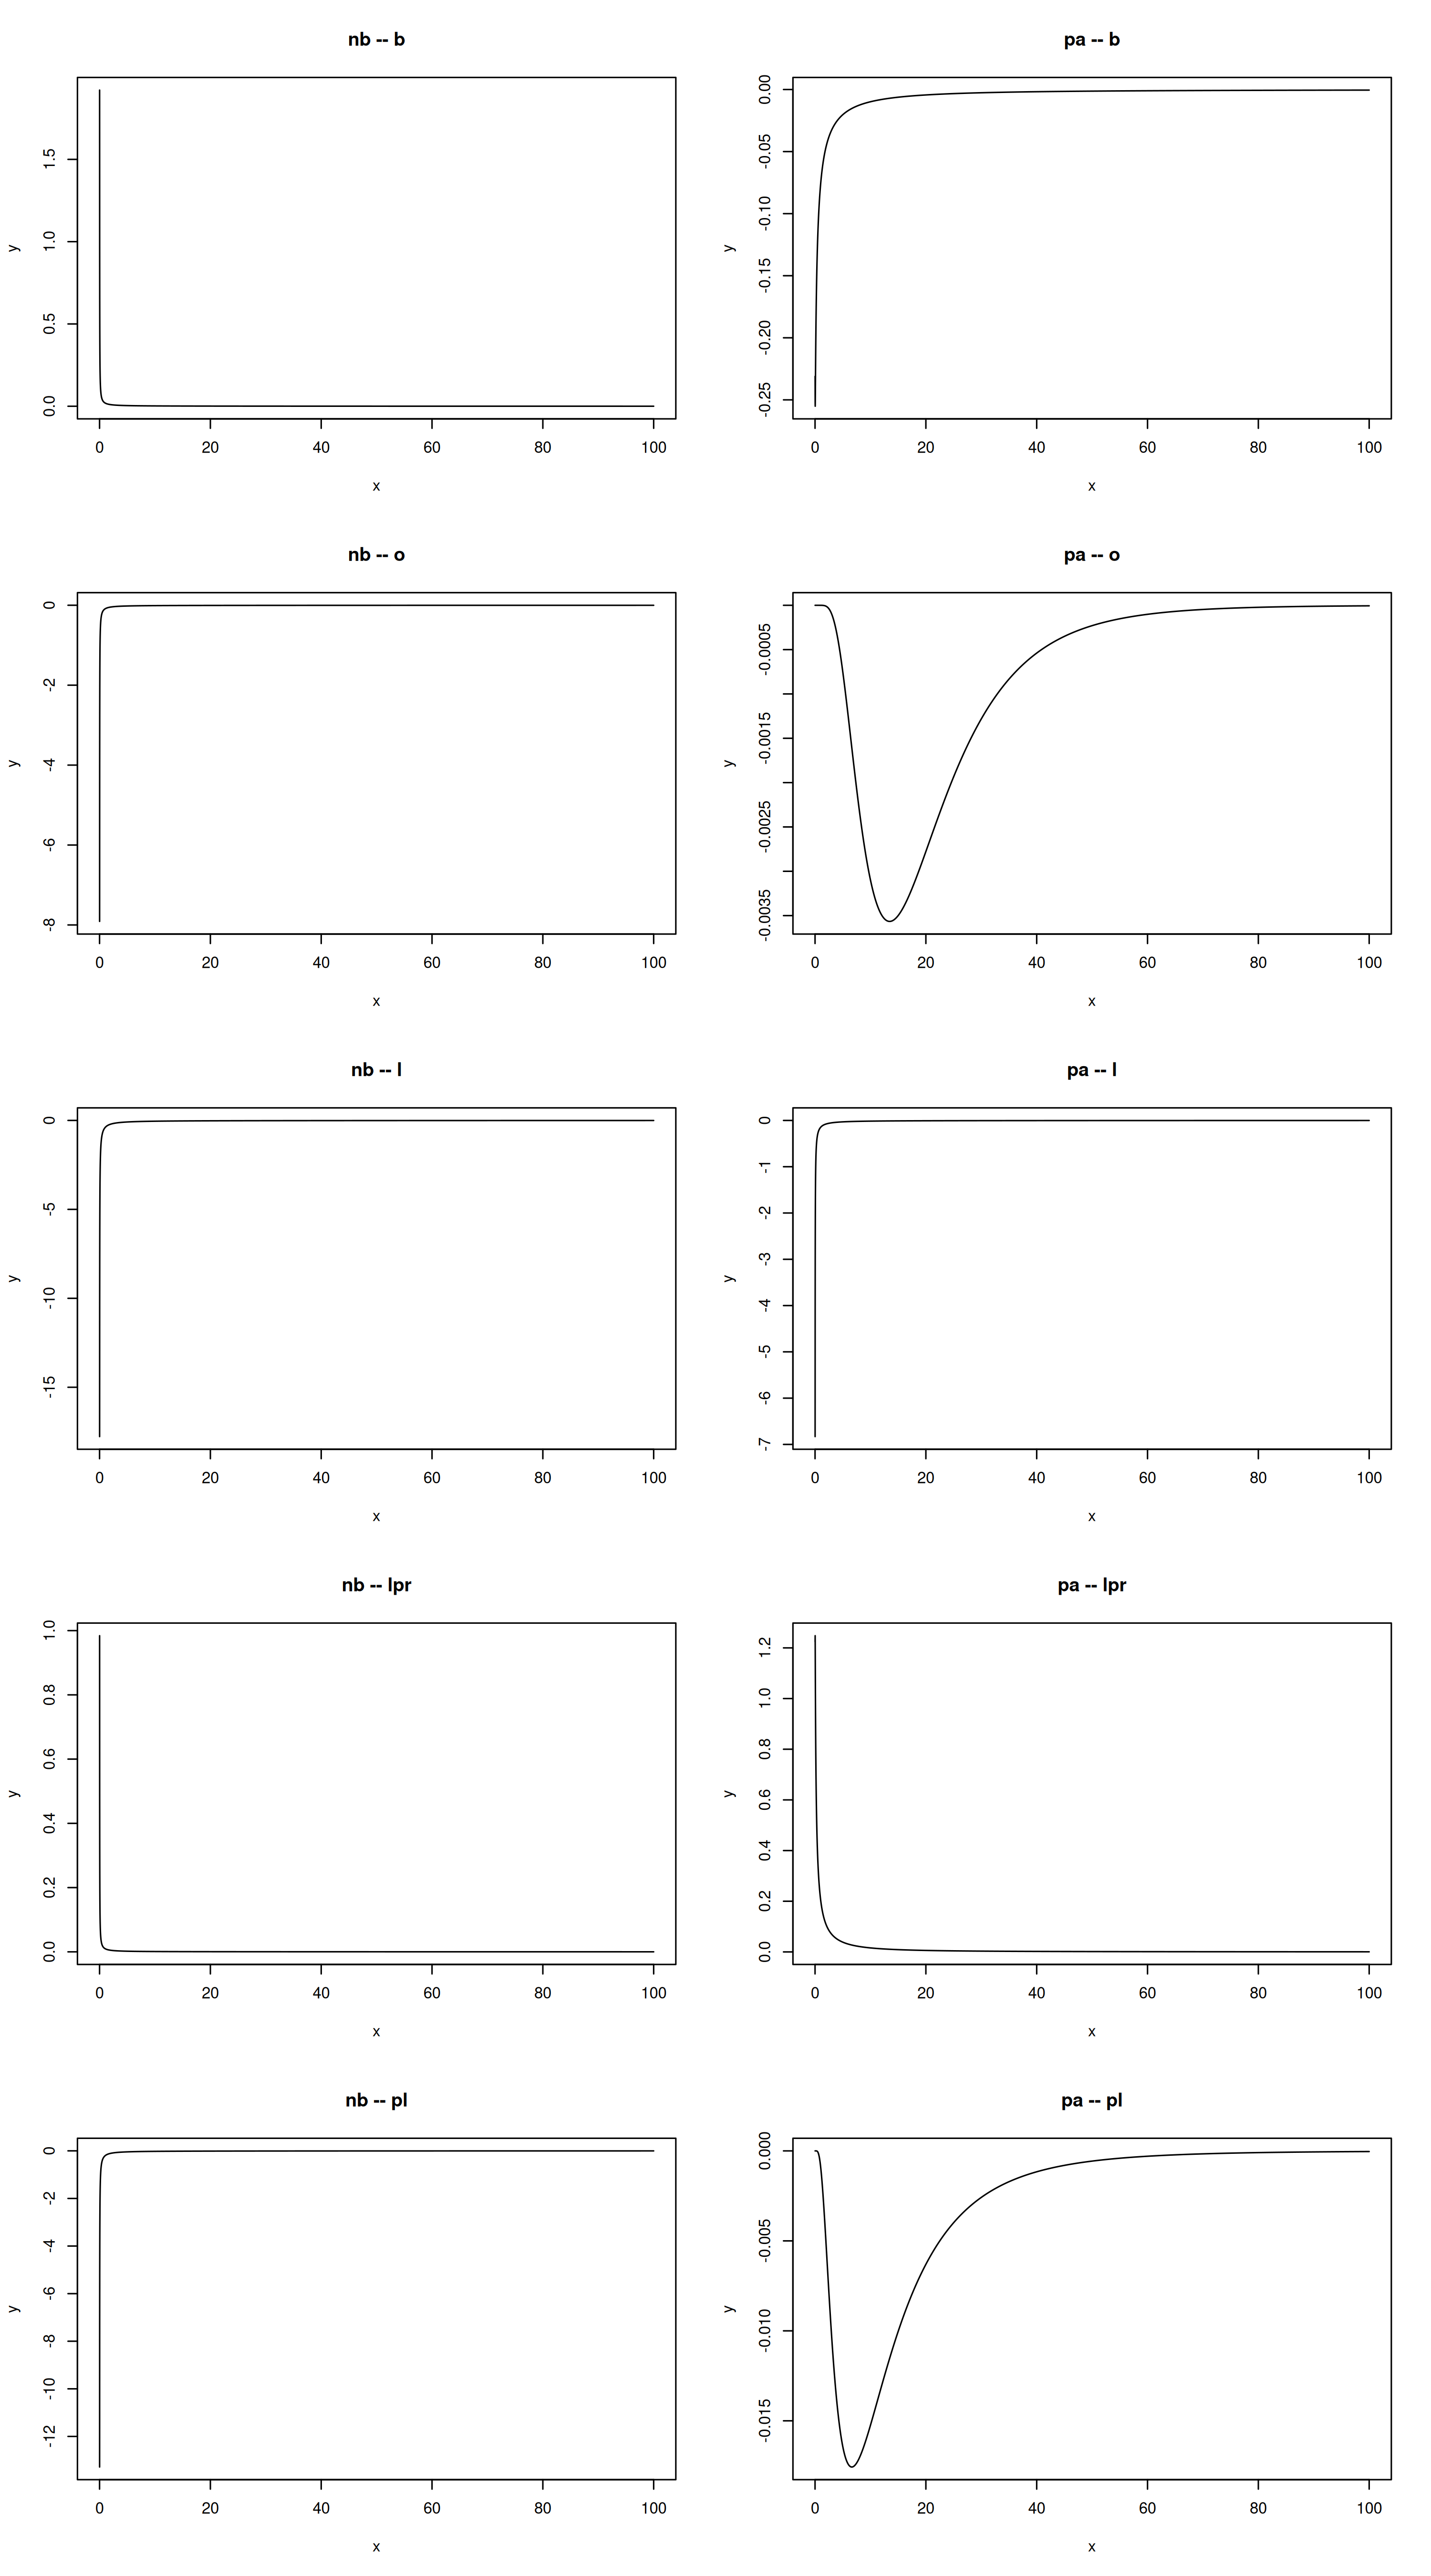 nb -- b
y
0.0 0.5 1.0 1.5
0 20 40 60 80 100
x
pa -- b
y
-0.25 -0.20 -0.15 -0.10 -0.05 0.00
0 20 40 60 80 100
x
nb -- o
y
-8 -6 -4 -2 0
0 20 40 60 80 100
x
pa -- o
y
-0.0035 -0.0025 -0.0015 -0.0005
0 20 40 60 80 100
x
nb -- l
y
-15 -10 -5 0
0 20 40 60 80 100
x
pa -- l
y
-7 -6 -5 -4 -3 -2 -1 0
0 20 40 60 80 100
x
nb -- lpr
y
0.0 0.2 0.4 0.6 0.8 1.0
0 20 40 60 80 100
x
pa -- lpr
y
0.0 0.2 0.4 0.6 0.8 1.0 1.2
0 20 40 60 80 100
x
nb -- pl
y
-12 -10 -8 -6 -4 -2 0
0 20 40 60 80 100
x
pa -- pl
y
-0.015 -0.010 -0.005 0.000
0 20 40 60 80 100
x